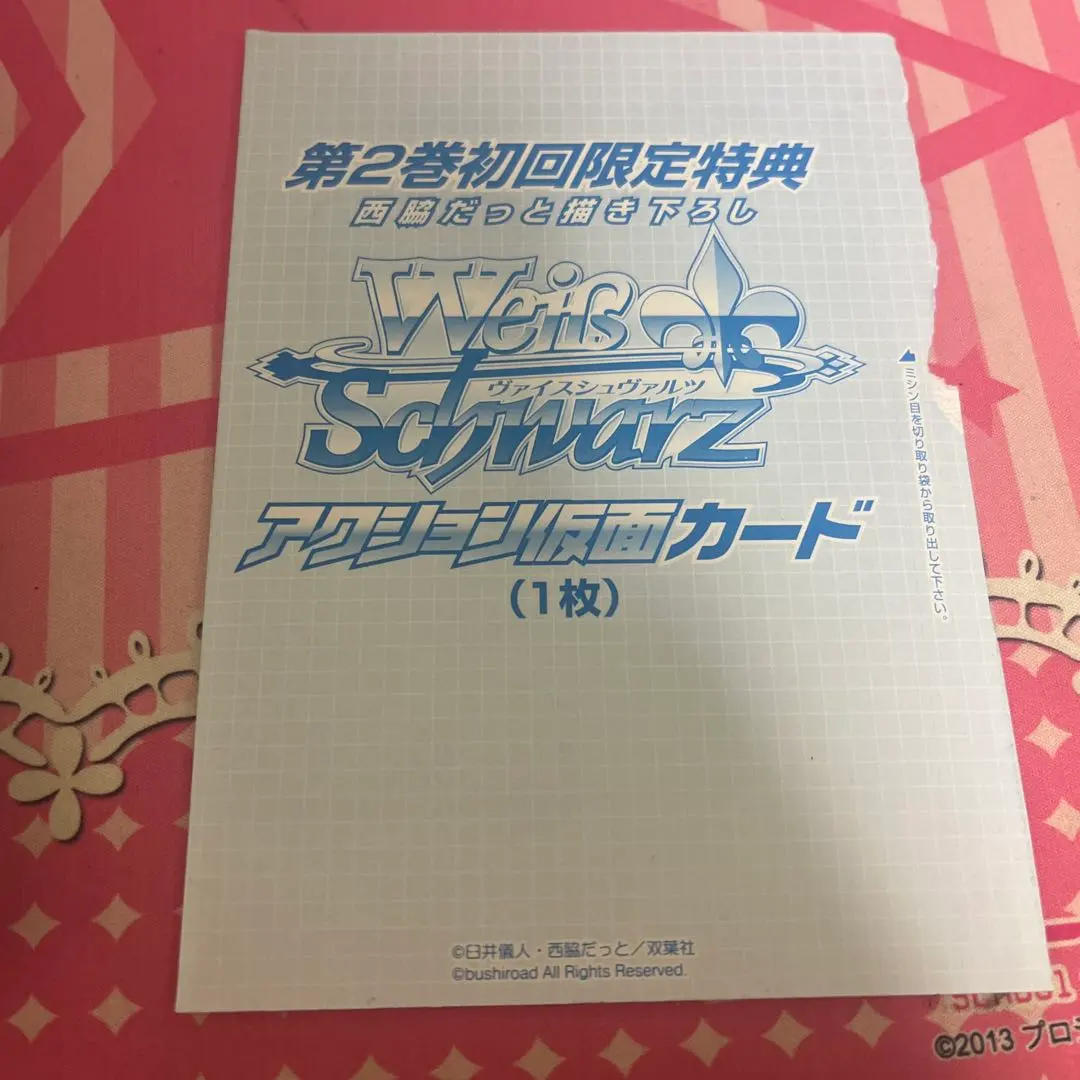 第2巻初回限定特典
西脇だっと描き下ろし
Weiß
ヴァイスシュヴァルツ
Schwarz
アクション仮面カード
(1枚)
ミシン目を切り取り袋から取り出して下さい。
©臼井儀人・西脇だっと/双葉社
©bushiroad All Rights Reserved.
©2013 プロ